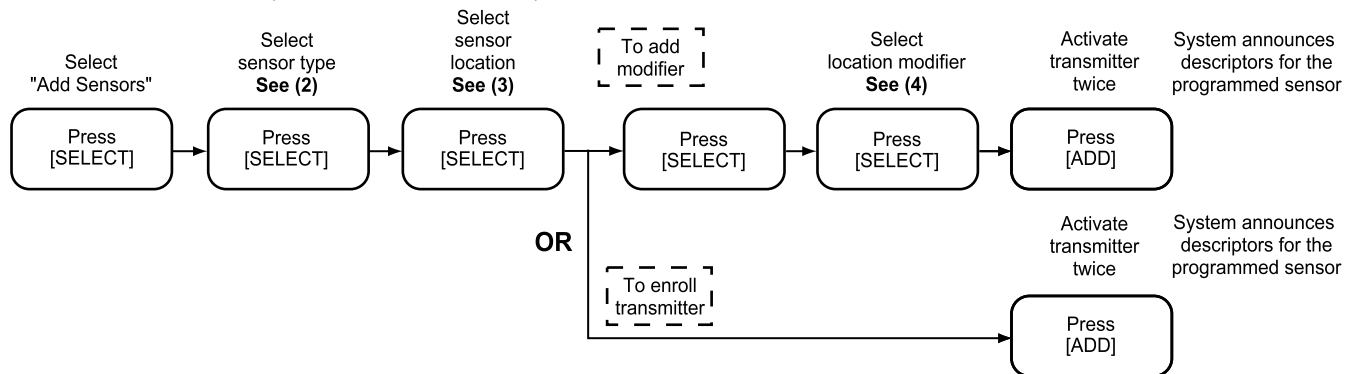 Select
"Add Sensors"
Press
[SELECT]
Select
sensor type
See (2)
Press
[SELECT]
Select
sensor
location
See (3)
Press
[SELECT]
To add
modifier
Press
[SELECT]
Select
location modifier
See (4)
Press
[SELECT]
Activate
transmitter
twice
Press
[ADD]
System announces
descriptors for the
programmed sensor
OR
To enroll
transmitter
Activate
transmitter
twice
Press
[ADD]
System announces
descriptors for the
programmed sensor